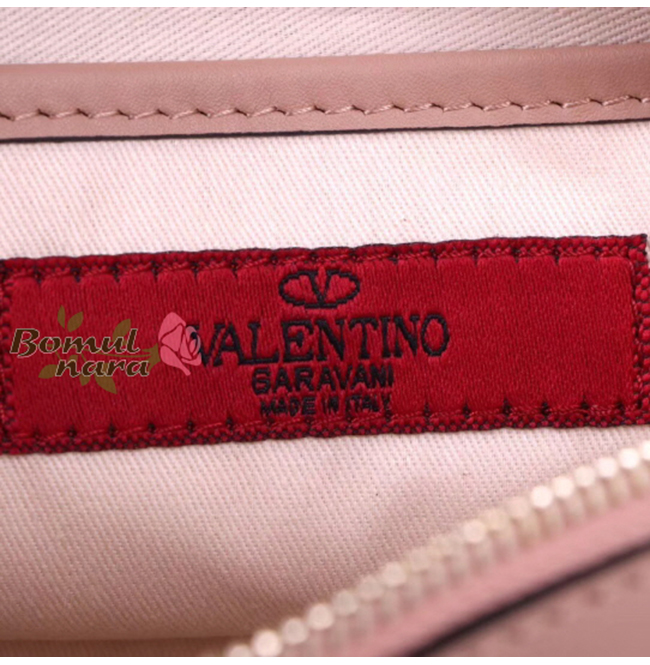 VALENTINO
GARAVANI
MADE IN ITALY
Bomul
nara